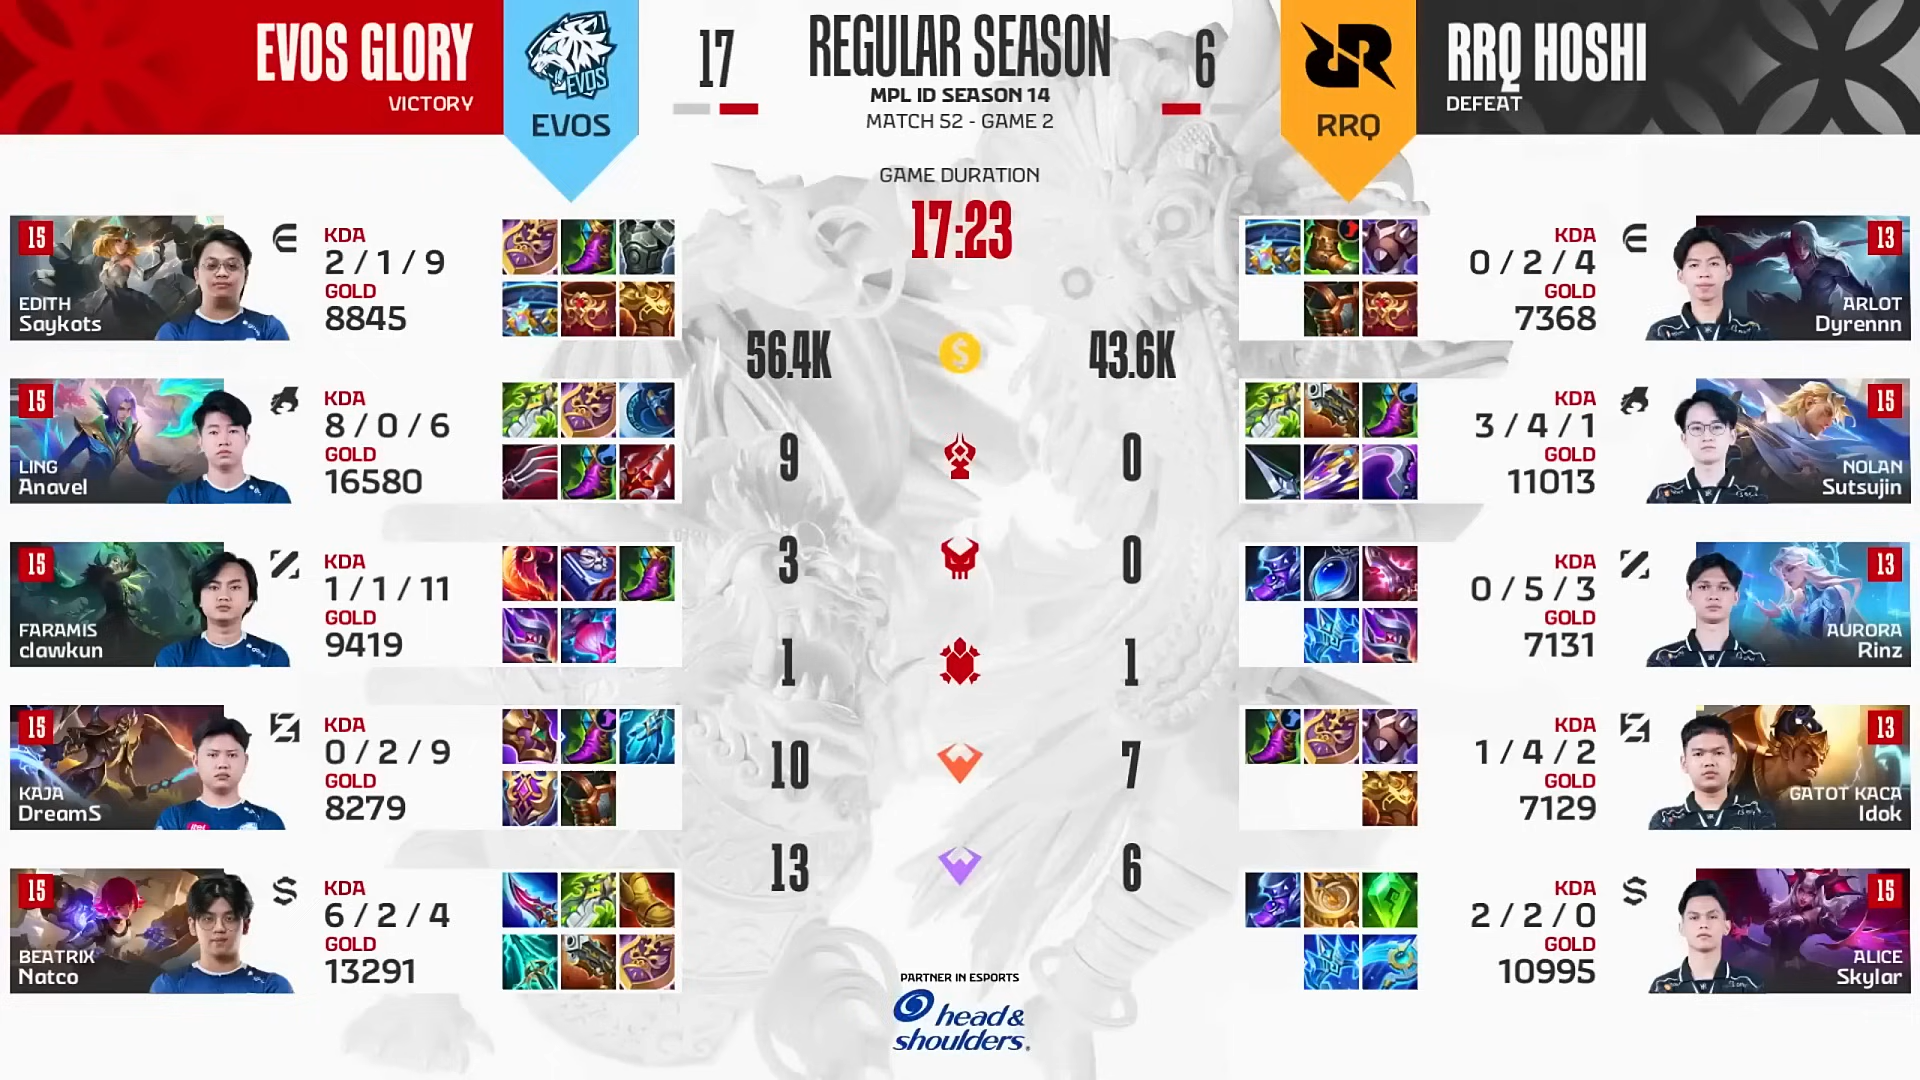 EVOS GLORY
VICTORY
EVOS
17
REGULAR SEASON
MPL ID SEASON 14
MATCH 52 - GAME 2
6
RRQ
RRQ HOSHI
DEFEAT
GAME DURATION
17:23
15
EDITH
Saykots
KDA
2 / 1 / 9
GOLD
8845
15
LING
Anavel
KDA
8 / 0 / 6
GOLD
16580
15
FARAMIS
clawkun
KDA
1 / 1 / 11
GOLD
9419
15
KAJA
DreamS
KDA
0 / 2 / 9
GOLD
8279
15
BEATRIX
Natco
KDA
6 / 2 / 4
GOLD
13291
56.4K
43.6K
9
0
3
0
1
1
10
7
13
6
KDA
0 / 2 / 4
GOLD
7368
13
ARLOT
Dyrennn
KDA
3 / 4 / 1
GOLD
11013
15
NOLAN
Sutsujin
KDA
0 / 5 / 3
GOLD
7131
13
AURORA
Rinz
KDA
1 / 4 / 2
GOLD
7129
13
GATOT KACA
Idok
KDA
2 / 2 / 0
GOLD
10995
15
ALICE
Skylar
PARTNER IN ESPORTS
head&
shoulders.